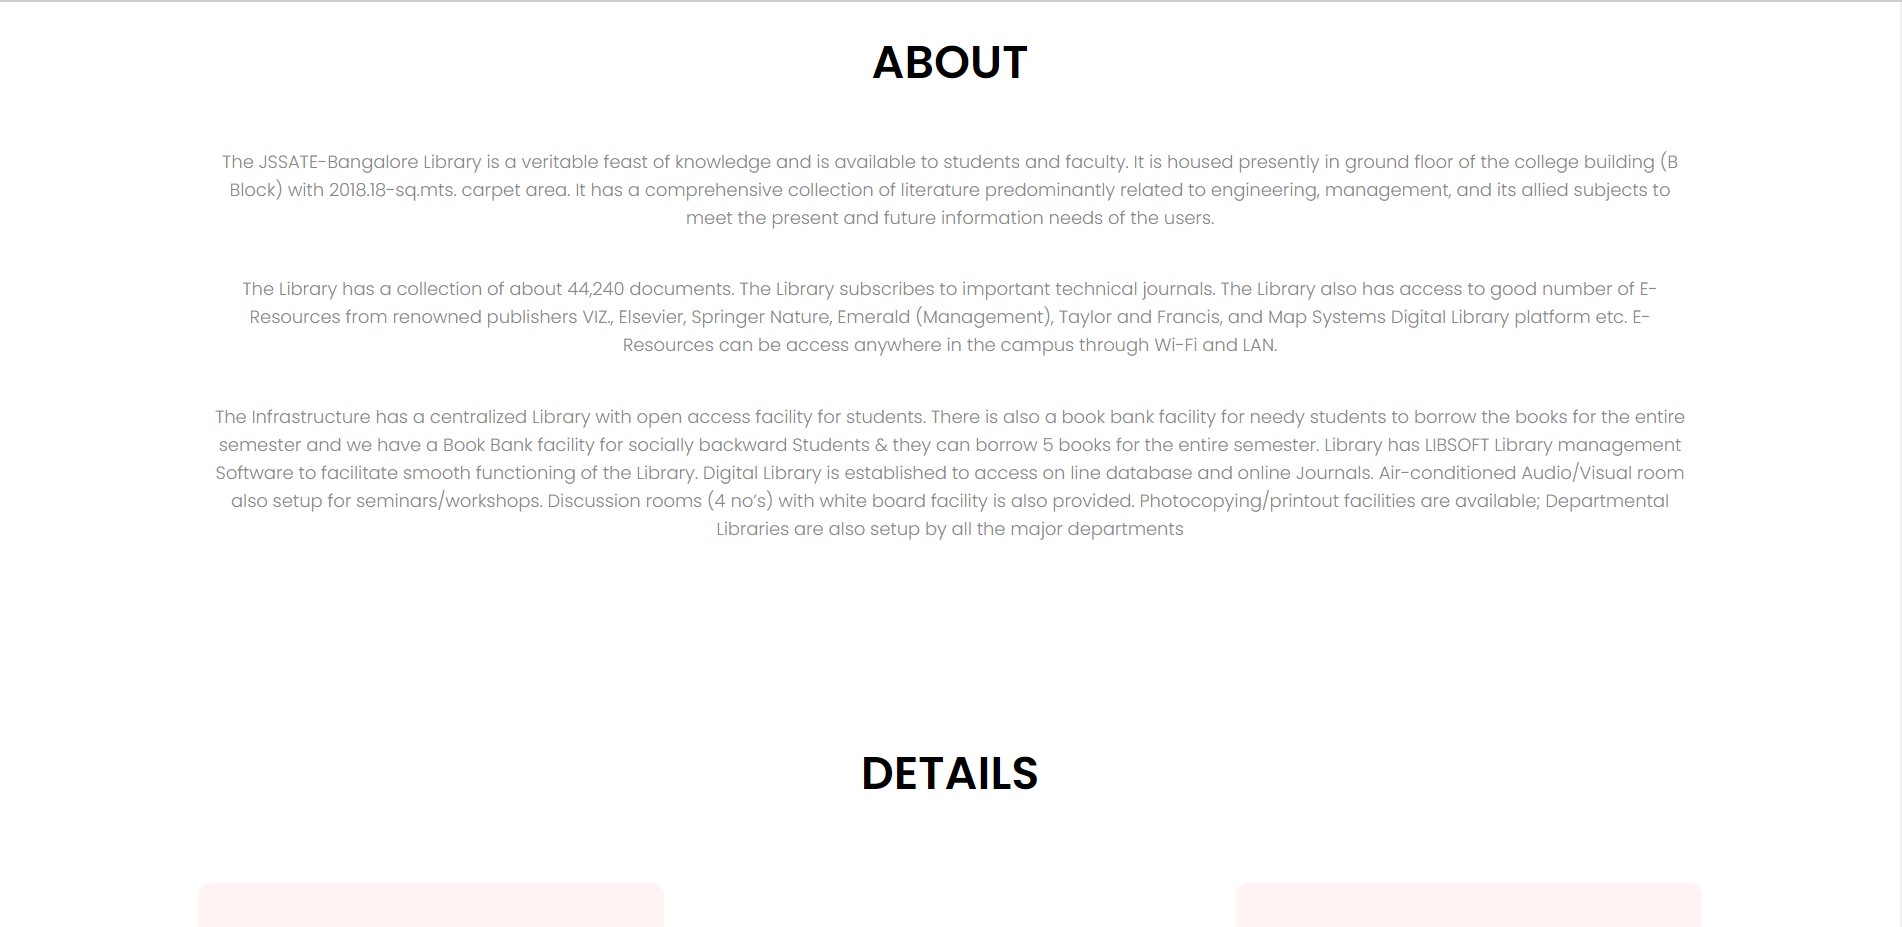 ABOUT
The JSSATE-Bangalore Library is a veritable feast of knowledge and is available to students and faculty. It is housed presently in ground floor of the college building (B
Block) with 2018.18-sq.mts. carpet area. It has a comprehensive collection of literature predominantly related to engineering, management, and its allied subjects to
meet the present and future information needs of the users.
The Library has a collection of about 44,240 documents. The Library subscribes to important technical journals. The Library also has access to good number of E-
Resources from renowned publishers VIZ., Elsevier, Springer Nature, Emerald (Management), Taylor and Francis, and Map Systems Digital Library platform etc. E-
Resources can be access anywhere in the campus through Wi-Fi and LAN.
The Infrastructure has a centralized Library with open access facility for students. There is also a book bank facility for needy students to borrow the books for the entire
semester and we have a Book Bank facility for socially backward Students & they can borrow 5 books for the entire semester. Library has LIBSOFT Library management
Software to facilitate smooth functioning of the Library. Digital Library is established to access on line database and online Journals. Air-conditioned Audio/Visual room
also setup for seminars/workshops. Discussion rooms (4 no’s) with white board facility is also provided. Photocopying/printout facilities are available; Departmental
Libraries are also setup by all the major departments
DETAILS